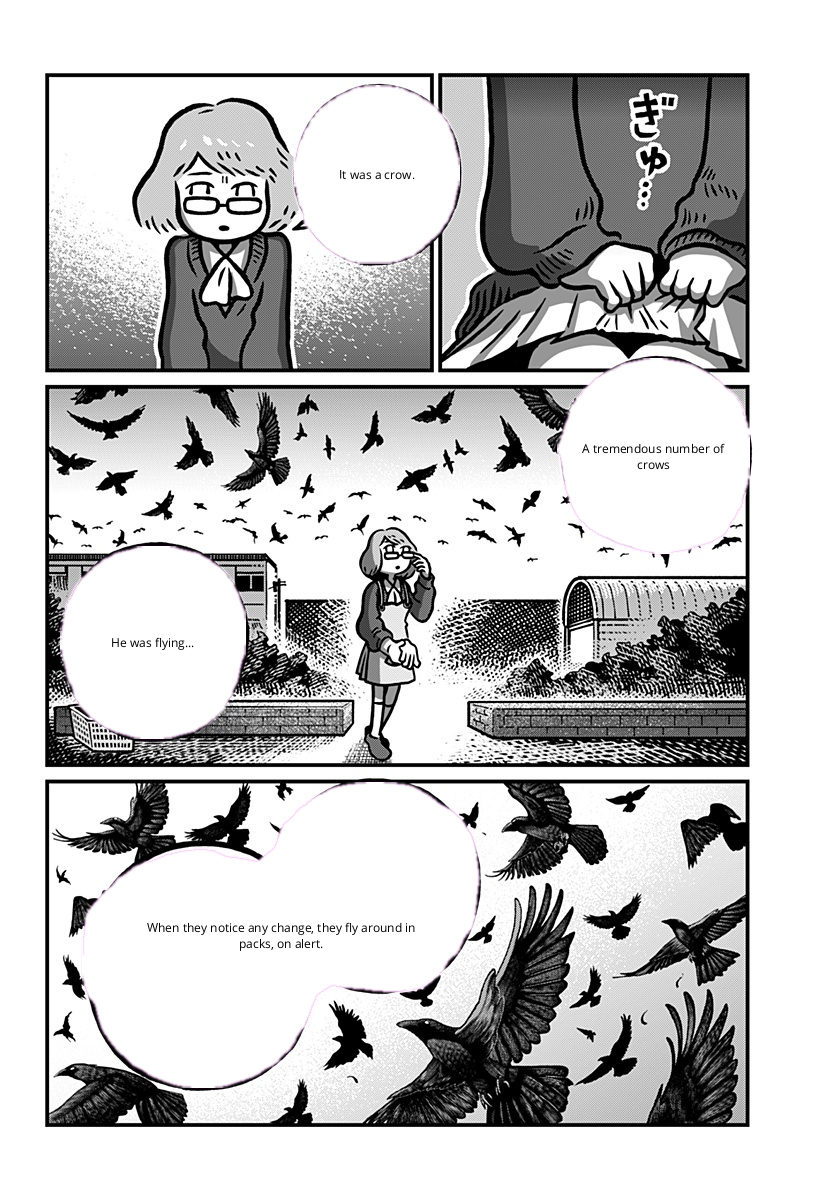 It was a crow.
ぎゅ…
A tremendous number of
crows
He was flying...
When they notice any change, they fly around in
packs, on alert.